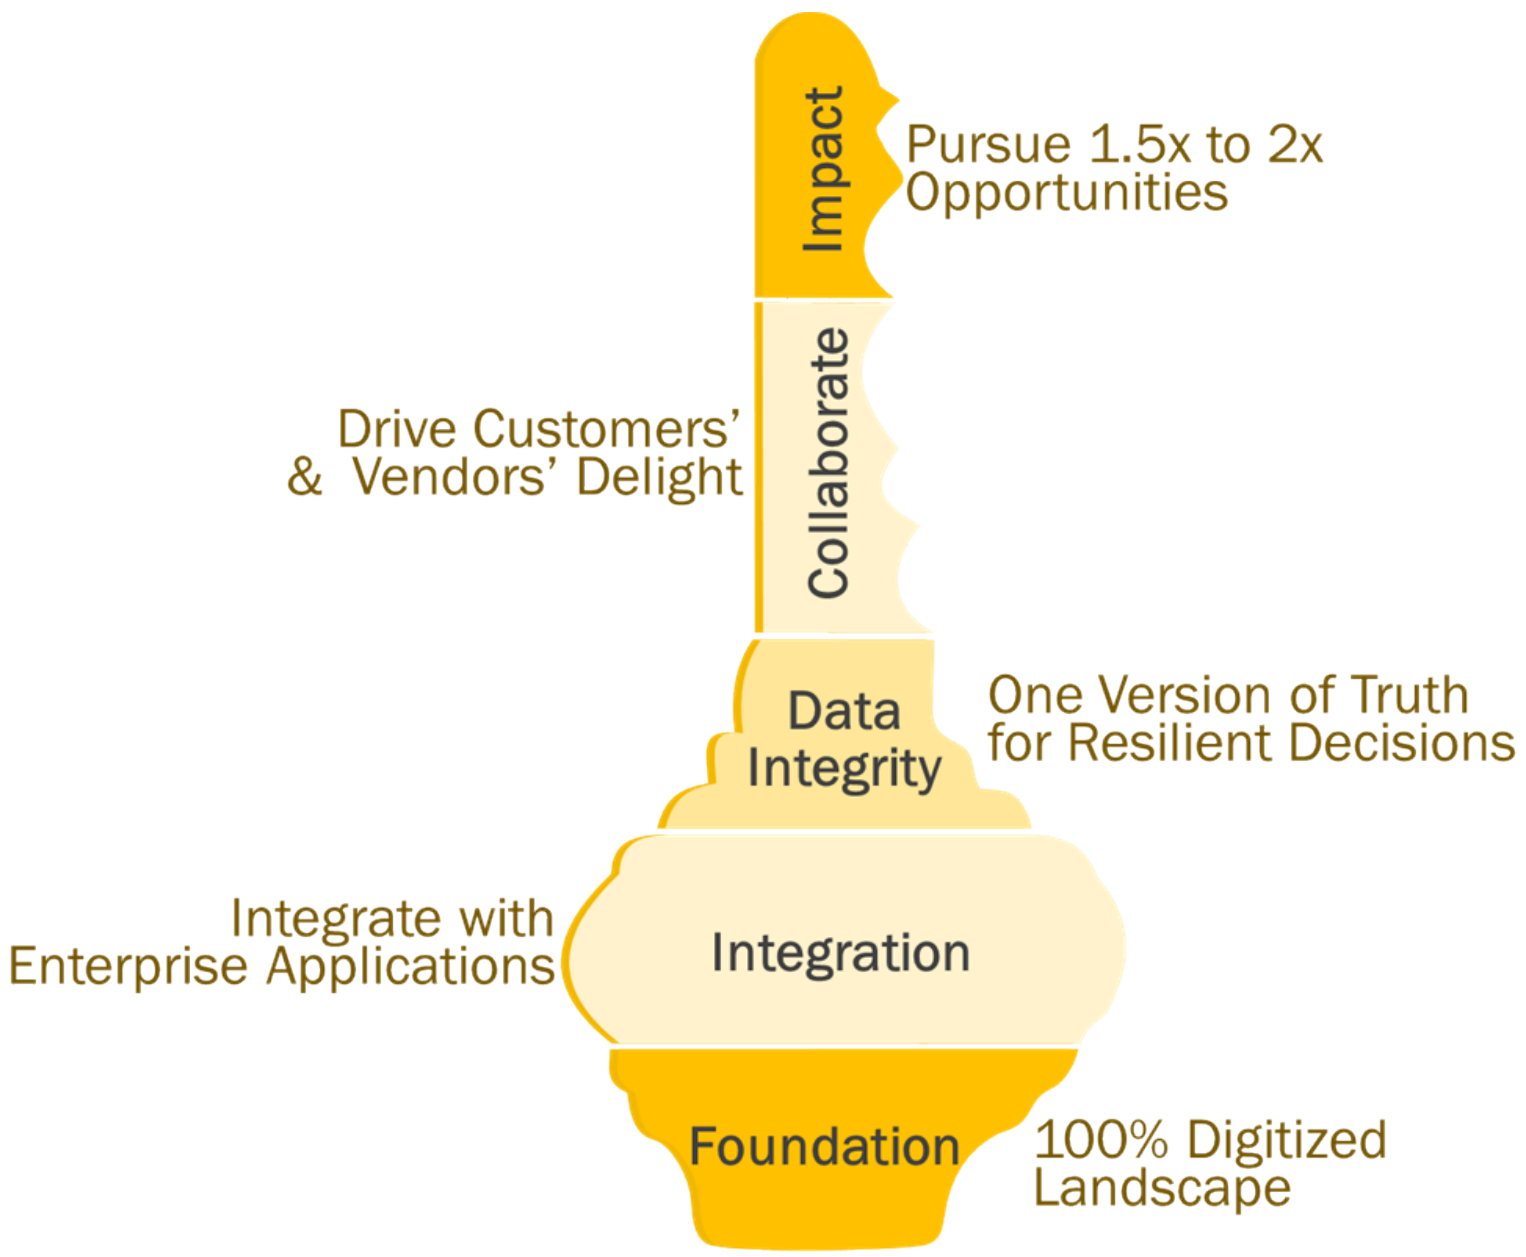 Impact
Pursue 1.5x to 2x
Opportunities
Collaborate
Drive Customers’
& Vendors’ Delight
Data
Integrity
One Version of Truth
for Resilient Decisions
Integration
Integrate with
Enterprise Applications
Foundation
100% Digitized
Landscape